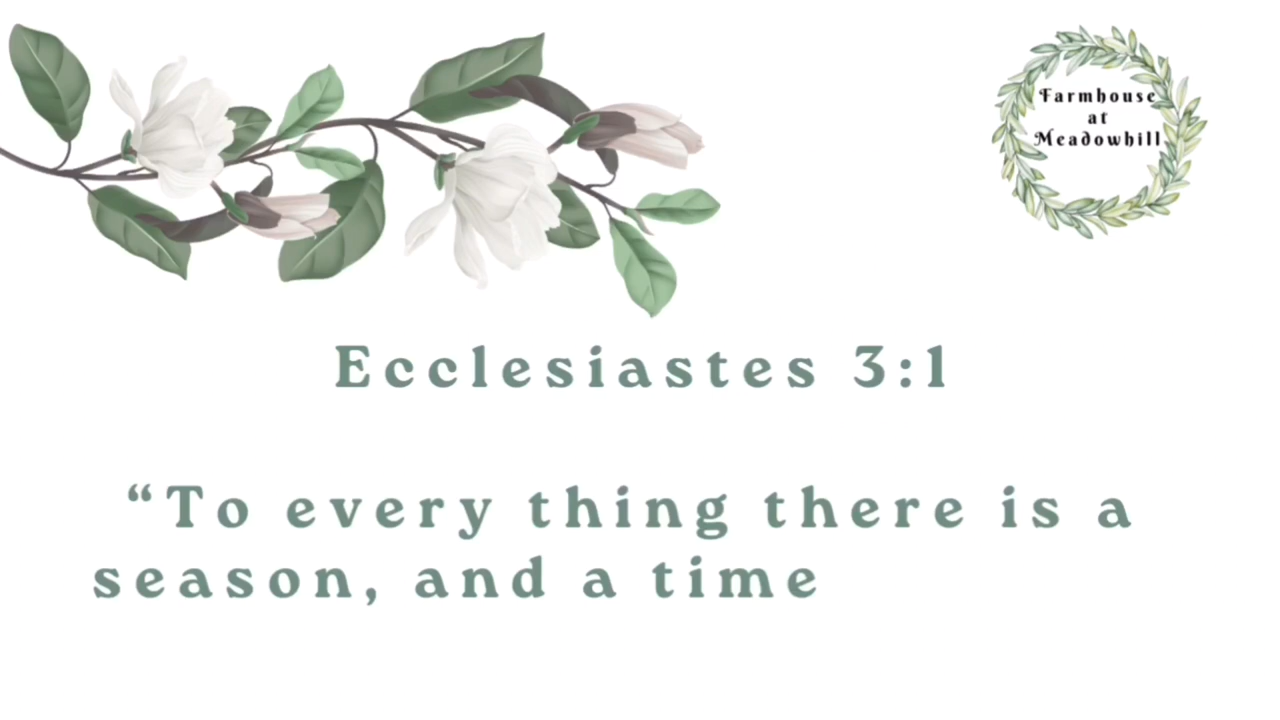 Farmhouse
at
Meadowhill
Ecclesiastes 3:1
“To every thing there is a
season, and a time